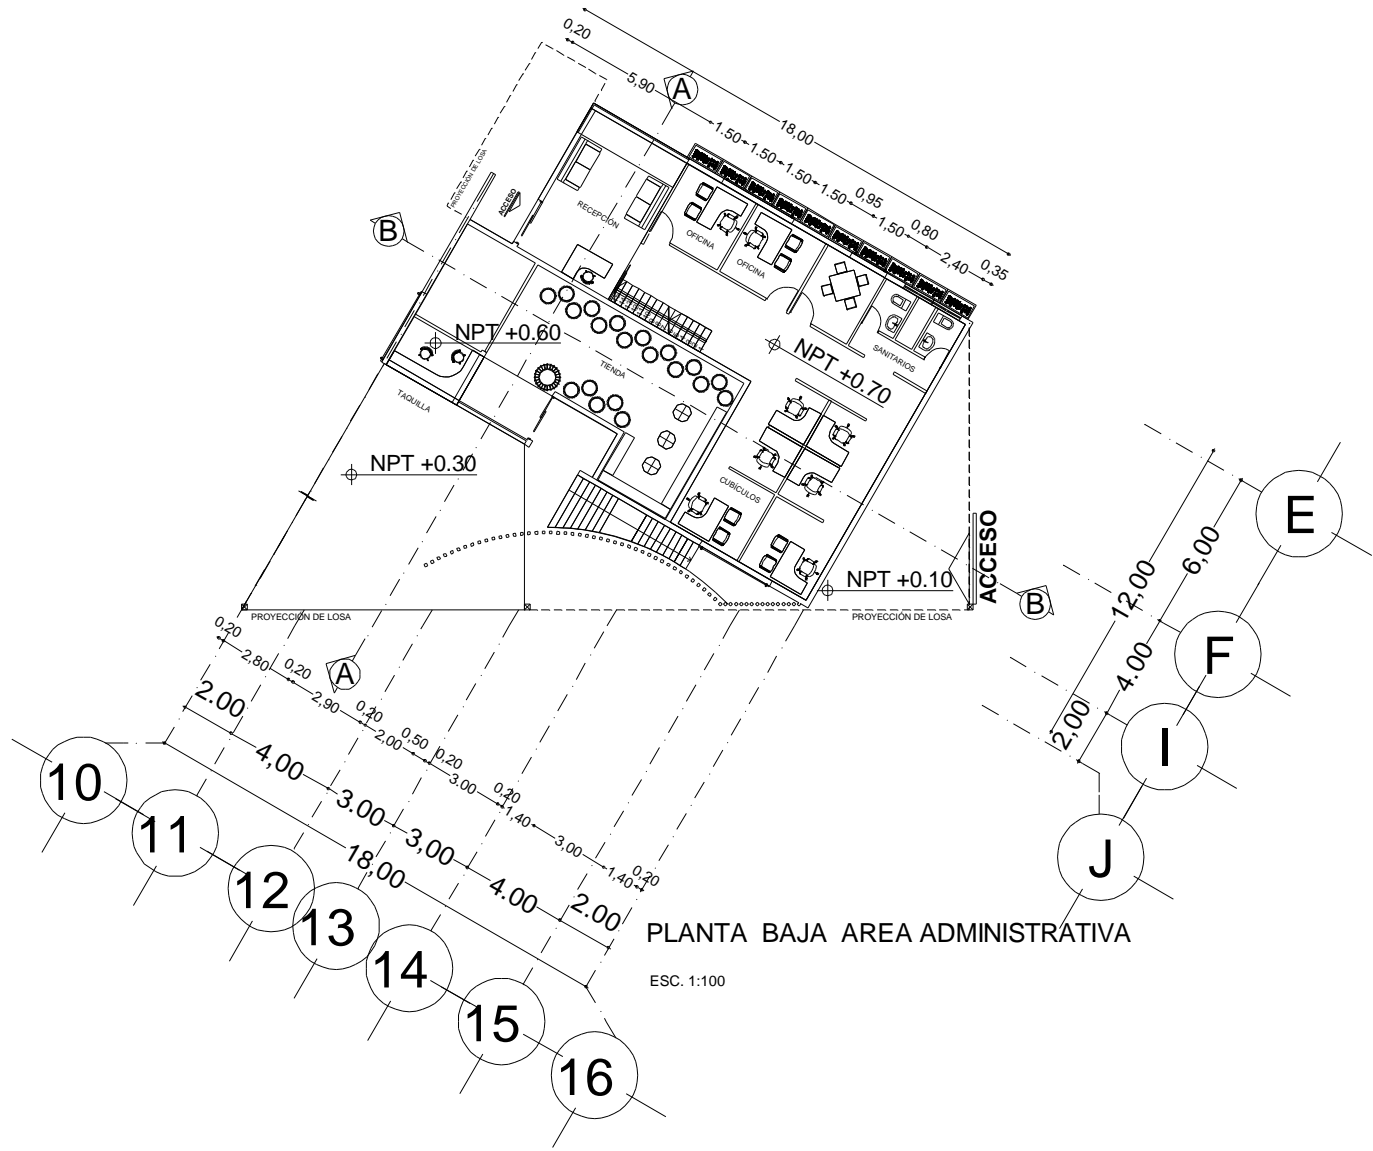 0,20
5,90
A
18,00
1.50
1.50
1.50
1.50
0,95
1,50
0,80
2,40
0,35
PROYECCIÓN DE LOSA
ACCESO
B
RECEPCIÓN
OFICINA
OFICINA
SANITARIOS
NPT +0.60
NPT +0.70
TIENDA
TAQUILLA
NPT +0.30
CUBÍCULOS
NPT +0.10
ACCESO
B
PROYECCIÓN DE LOSA
PROYECCIÓN DE LOSA
A
0,20
2,80
0,20
2,90
0,20
2,00
0,50
0,20
3.00
0,20
1,40
3,00
1,40
0,20
2.00
4,00
3.00
3,00
4.00
2.00
18,00
10
11
12
13
14
15
16
12,00
6,00
4.00
2,00
E
F
I
J
PLANTA BAJA AREA ADMINISTRATIVA
ESC. 1:100